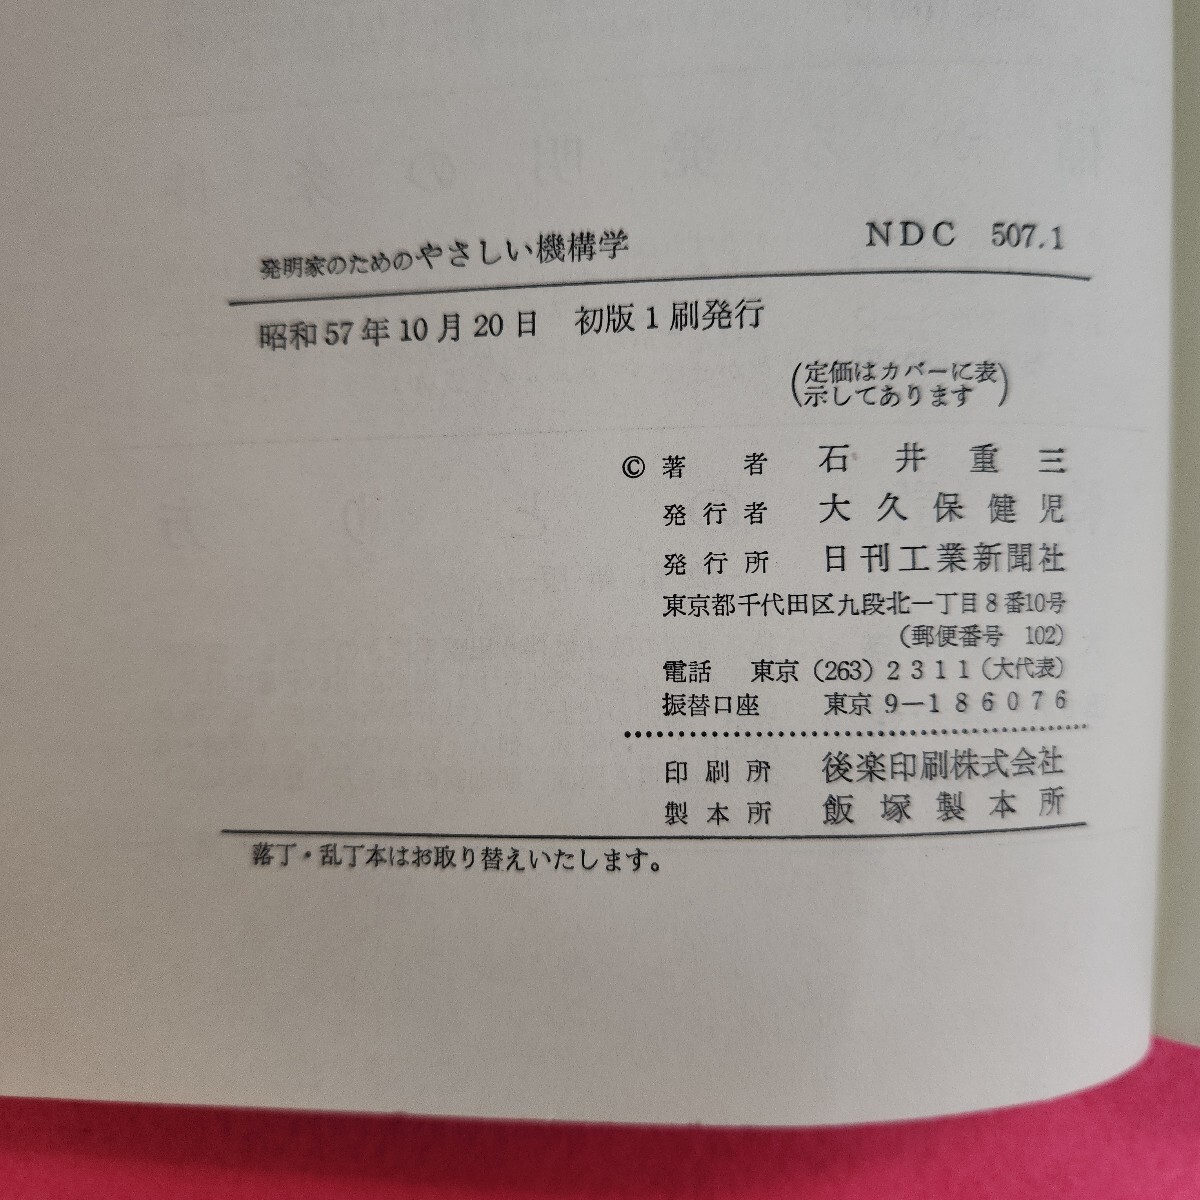 発明家のためのやさしい機構学 NDC 507.1
昭和57年10月20日 初版1刷発行
(定価はカバーに表
示してあります)
© 著者 石井重三
発行者 大久保健児
発行所 日刊工業新聞社
東京都千代田区九段北一丁目8番10号
(郵便番号 102)
電話 東京 (263) 2311 (大代表)
振替口座 東京 9—186076
印刷所 後楽印刷株式会社
製本所 飯塚製本所
落丁・乱丁本はお取り替えいたします。